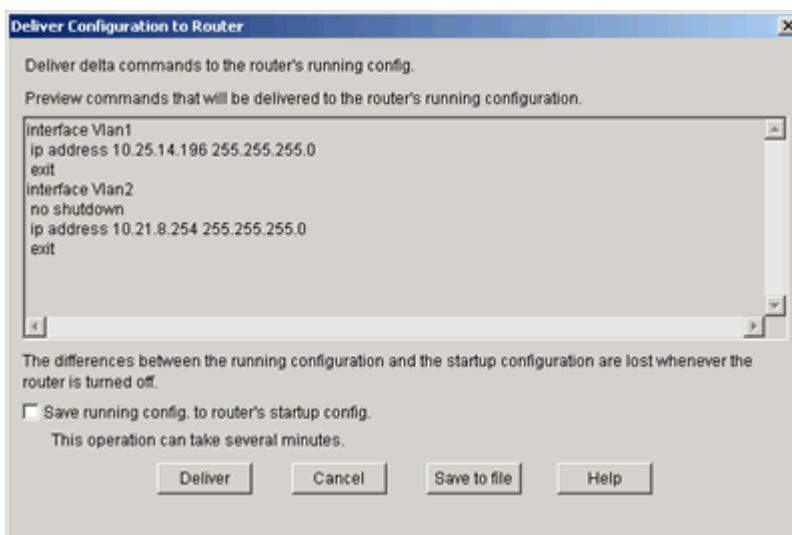 Deliver Configuration to Router
Deliver delta commands to the router's running config.
Preview commands that will be delivered to the router's running configuration.
interface Vlan1
ip address 10.25.14.196 255.255.255.0
exit
interface Vlan2
no shutdown
ip address 10.21.8.254 255.255.255.0
exit
The differences between the running configuration and the startup configuration are lost whenever the
router is turned off.
Save running config. to router's startup config.
This operation can take several minutes.
Deliver Cancel Save to file Help